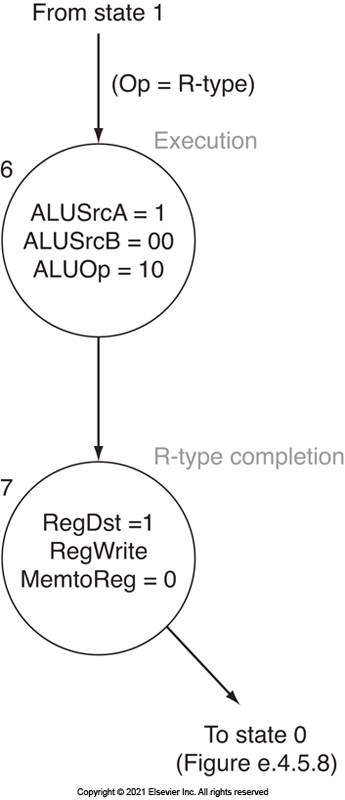 From state 1
(Op = R-type)
Execution
6
ALUSrcA = 1
ALUSrcB = 00
ALUOp = 10
R-type completion
7
RegDst =1
RegWrite
MemtoReg = 0
To state 0
(Figure e.4.5.8)
Copyright © 2021 Elsevier Inc. All rights reserved